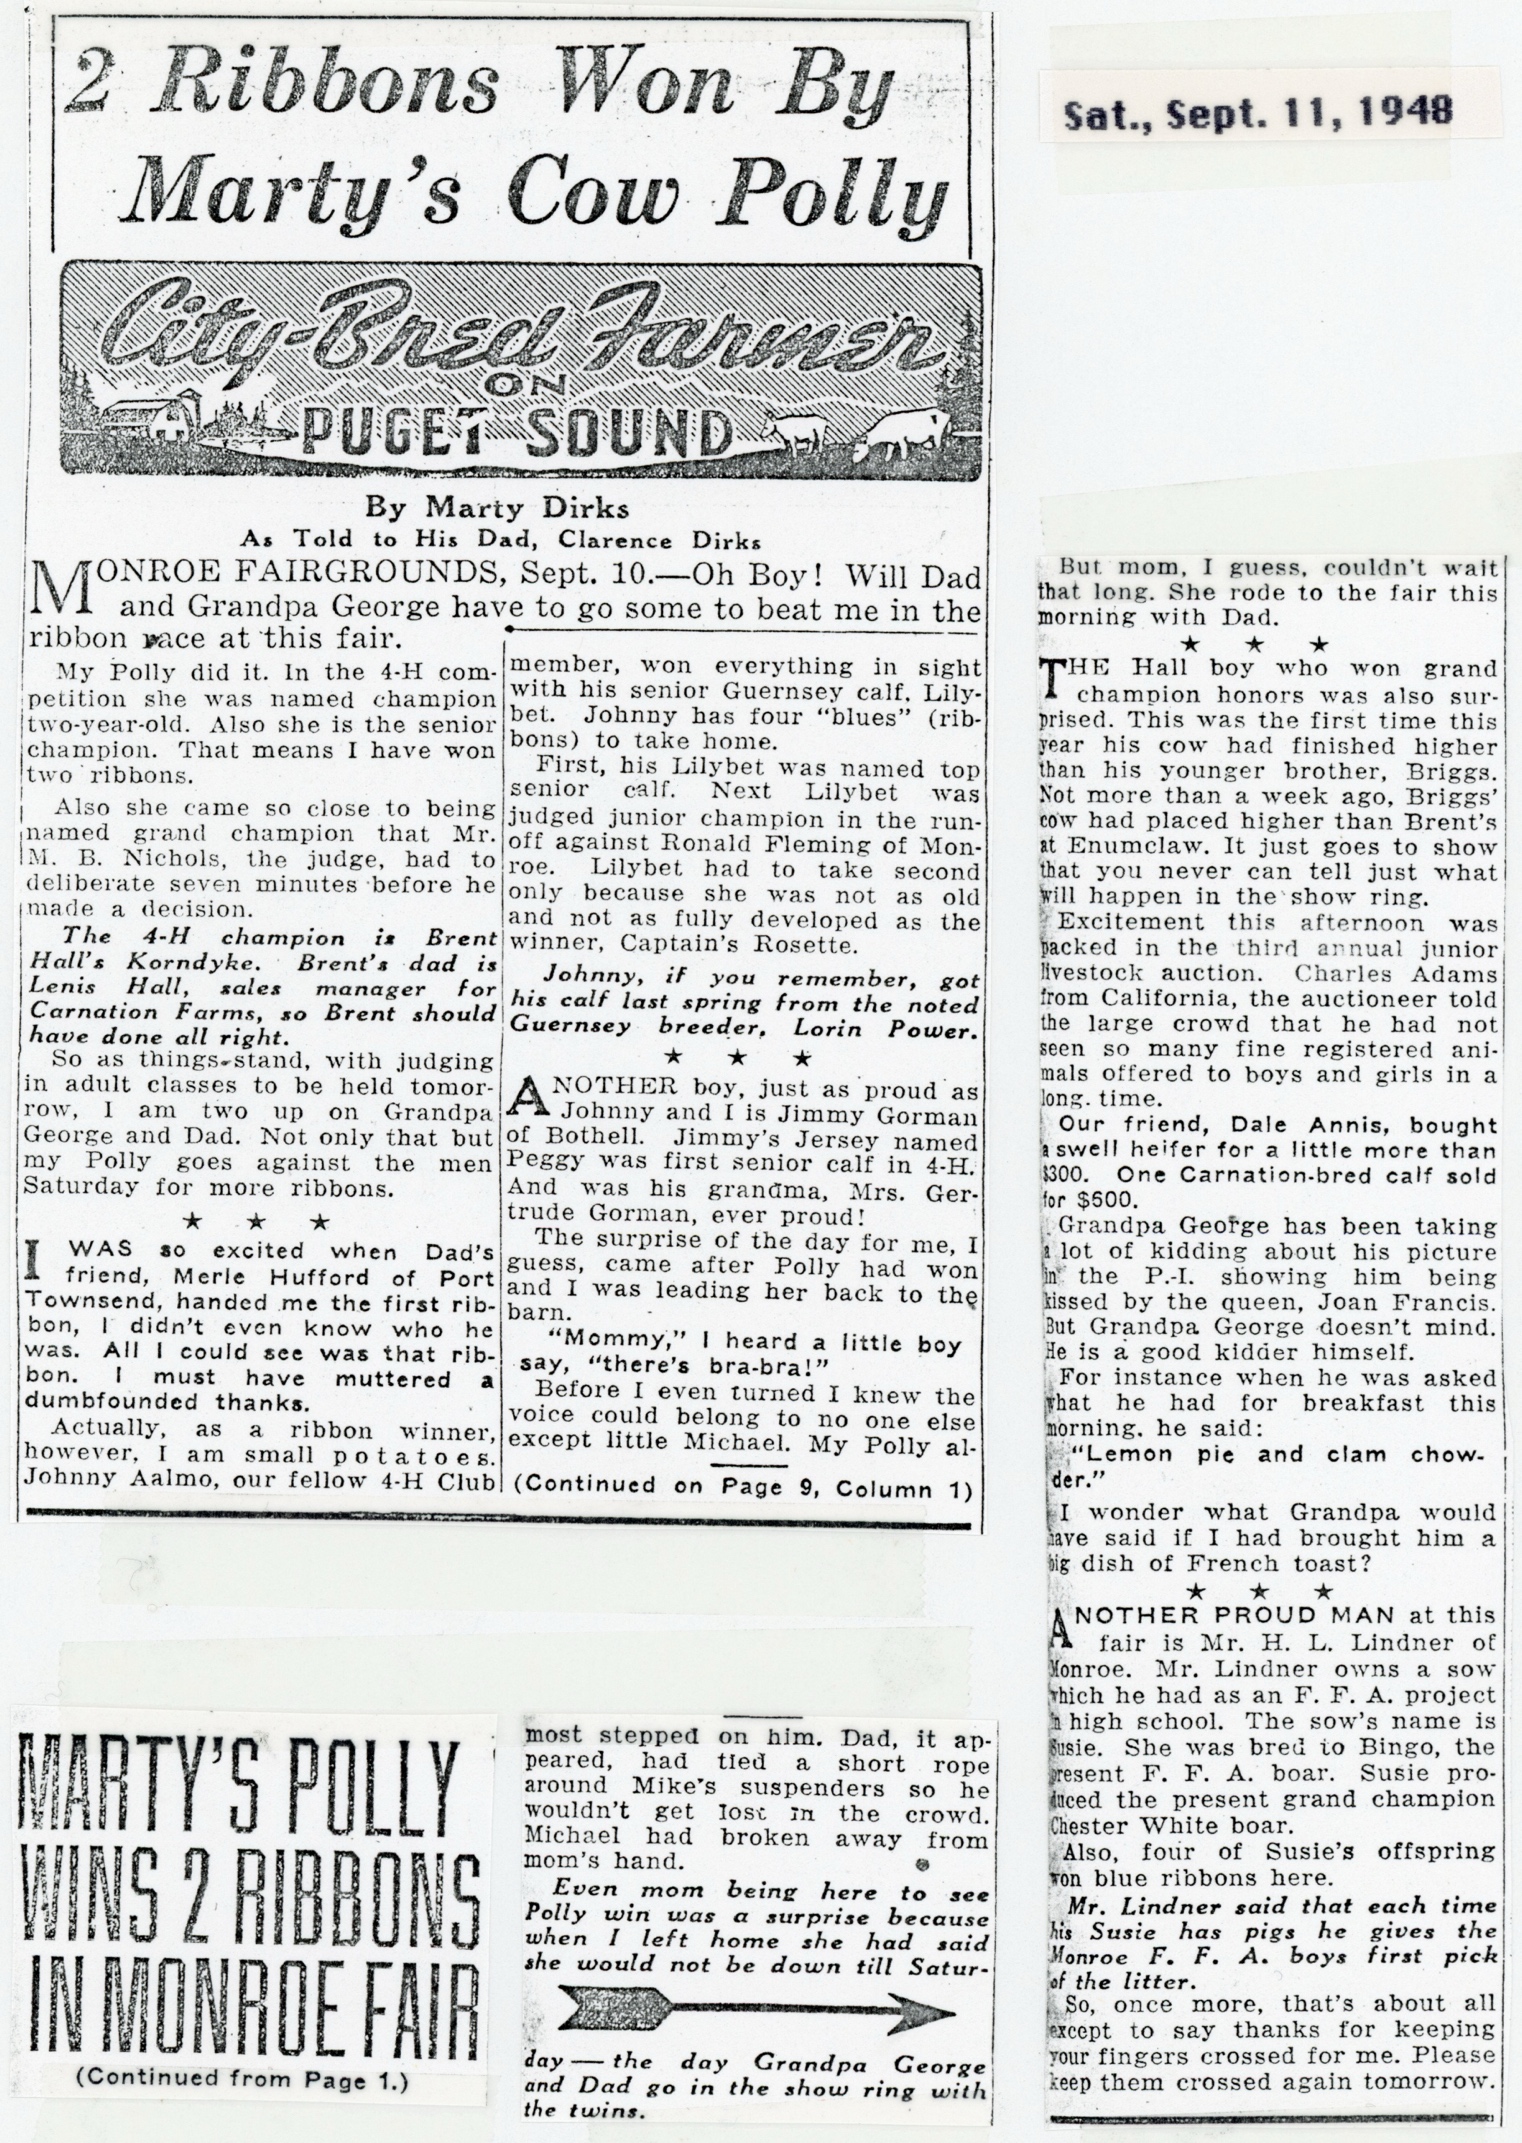 2 Ribbons Won By
Marty's Cow Polly
City-Bred Farmer
ON
PUGET SOUND
By Marty Dirks
As Told to His Dad, Clarence Dirks
MONROE FAIRGROUNDS, Sept. 10.—Oh Boy! Will Dad
and Grandpa George have to go some to beat me in the
ribbon race at this fair.
My Polly did it. In the 4-H com-
petition she was named champion
two-year-old. Also she is the senior
champion. That means I have won
two ribbons.
Also she came so close to being
named grand champion that Mr.
M. B. Nichols, the judge, had to
deliberate seven minutes before he
made a decision.
The 4-H champion is Brent
Hall's Korndyke. Brent's dad is
Lenis Hall, sales manager for
Carnation Farms, so Brent should
have done all right.
So as things stand, with judging
in adult classes to be held tomor-
row, I am two up on Grandpa
George and Dad. Not only that but
my Polly goes against the men
Saturday for more ribbons.
★ ★ ★
I WAS so excited when Dad's
friend, Merle Hufford of Port
Townsend, handed me the first rib-
bon, I didn't even know who he
was. All I could see was that rib-
bon. I must have muttered a
dumbfounded thanks.
Actually, as a ribbon winner,
however, I am small potatoes.
Johnny Aalmo, our fellow 4-H Club
member, won everything in sight
with his senior Guernsey calf, Lily-
bet. Johnny has four "blues" (rib-
bons) to take home.
First, his Lilybet was named top
senior calf. Next Lilybet was
judged junior champion in the run-
off against Ronald Fleming of Mon-
roe. Lilybet had to take second
only because she was not as old
and not as fully developed as the
winner, Captain's Rosette.
Johnny, if you remember, got
his calf last spring from the noted
Guernsey breeder, Lorin Power.
★ ★ ★
ANOTHER boy, just as proud as
Johnny and I is Jimmy Gorman
of Bothell. Jimmy's Jersey named
Peggy was first senior calf in 4-H.
And was his grandma, Mrs. Ger-
trude Gorman, ever proud!
The surprise of the day for me, I
guess, came after Polly had won
and I was leading her back to the
barn.
"Mommy," I heard a little boy
say, "there's bra-bra!"
Before I even turned I knew the
voice could belong to no one else
except little Michael. My Polly al-
(Continued on Page 9, Column 1)
MARTY'S POLLY
WINS 2 RIBBONS
IN MONROE FAIR
(Continued from Page 1.)
most stepped on him. Dad, it ap-
peared, had tied a short rope
around Mike's suspenders so he
wouldn't get lost in the crowd.
Michael had broken away from
mom's hand.
Even mom being here to see
Polly win was a surprise because
when I left home she had said
she would not be down till Satur-
day — the day Grandpa George
and Dad go in the show ring with
the twins.
Sat., Sept. 11, 1948
But mom, I guess, couldn't wait
that long. She rode to the fair this
morning with Dad.
★ ★ ★
THE Hall boy who won grand
champion honors was also sur-
prised. This was the first time this
year his cow had finished higher
than his younger brother, Briggs.
Not more than a week ago, Briggs'
cow had placed higher than Brent's
at Enumclaw. It just goes to show
that you never can tell just what
will happen in the show ring.
Excitement this afternoon was
packed in the third annual junior
livestock auction. Charles Adams
from California, the auctioneer told
the large crowd that he had not
seen so many fine registered ani-
mals offered to boys and girls in a
long time.
Our friend, Dale Annis, bought
a swell heifer for a little more than
$300. One Carnation-bred calf sold
for $600.
Grandpa George has been taking
a lot of kidding about his picture
in the P.-I. showing him being
kissed by the queen, Joan Francis.
But Grandpa George doesn't mind.
He is a good kidder himself.
For instance when he was asked
what he had for breakfast this
morning, he said:
"Lemon pie and clam chow-
der."
I wonder what Grandpa would
have said if I had brought him a
big dish of French toast?
★ ★ ★
ANOTHER PROUD MAN at this
fair is Mr. H. L. Lindner of
Monroe. Mr. Lindner owns a sow
which he had as an F. F. A. project
in high school. The sow's name is
Susie. She was bred to Bingo, the
present F. F. A. boar. Susie pro-
duced the present grand champion
Chester White boar.
Also, four of Susie's offspring
won blue ribbons here.
Mr. Lindner said that each time
his Susie has pigs he gives the
Monroe F. F. A. boys first pick
of the litter.
So, once more, that's about all
except to say thanks for keeping
your fingers crossed for me. Please
keep them crossed again tomorrow.